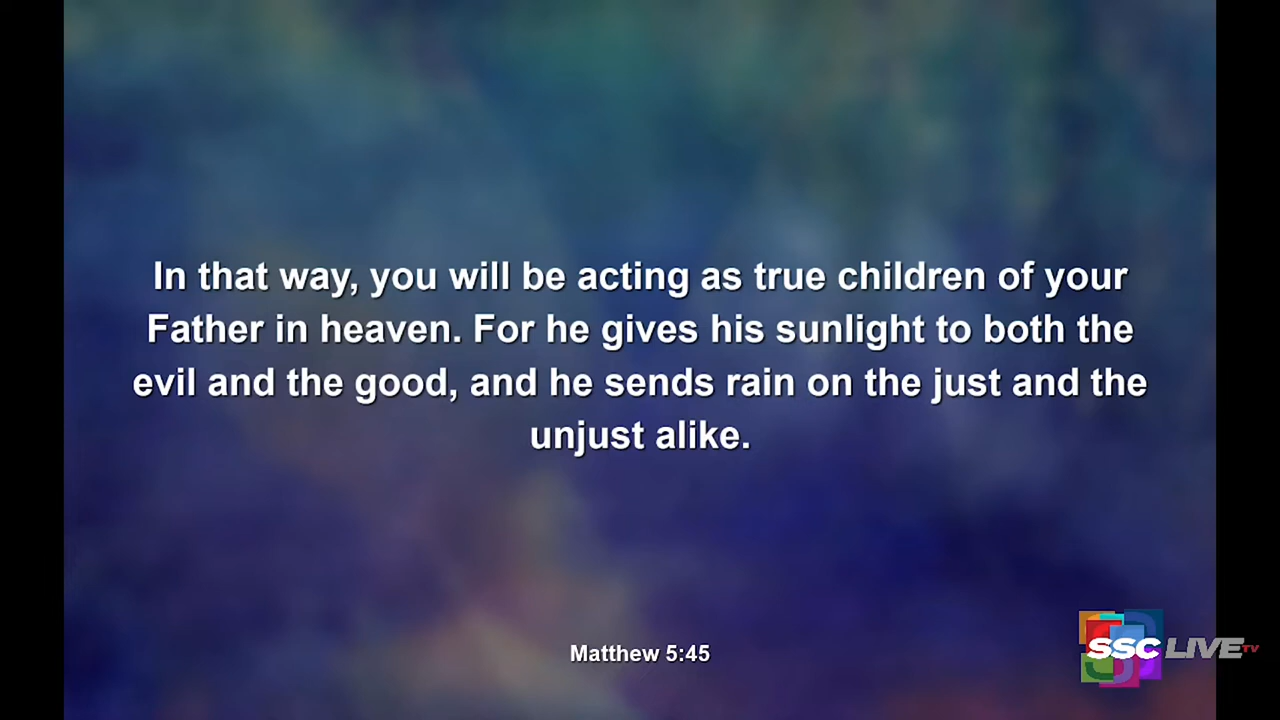 In that way, you will be acting as true children of your
Father in heaven. For he gives his sunlight to both the
evil and the good, and he sends rain on the just and the
unjust alike.
Matthew 5:45
SSC LIVE TV